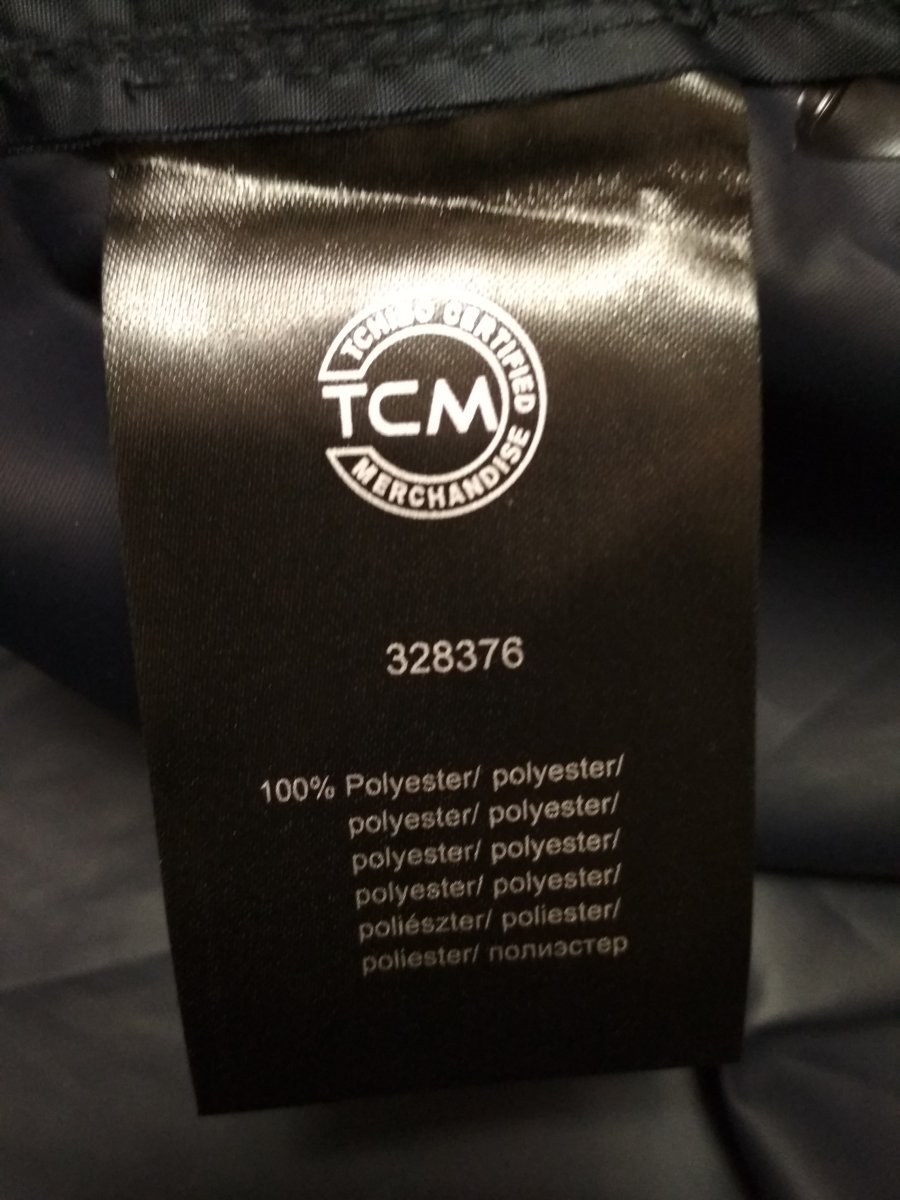 TCHIBO CERTIFIED
TCM
MERCHANDISE
328376
100% Polyester/ polyester/
polyester/ polyester/
polyester/ polyester/
polyester/ polyester/
poliészter/ poliester/
poliester/ полиэстер